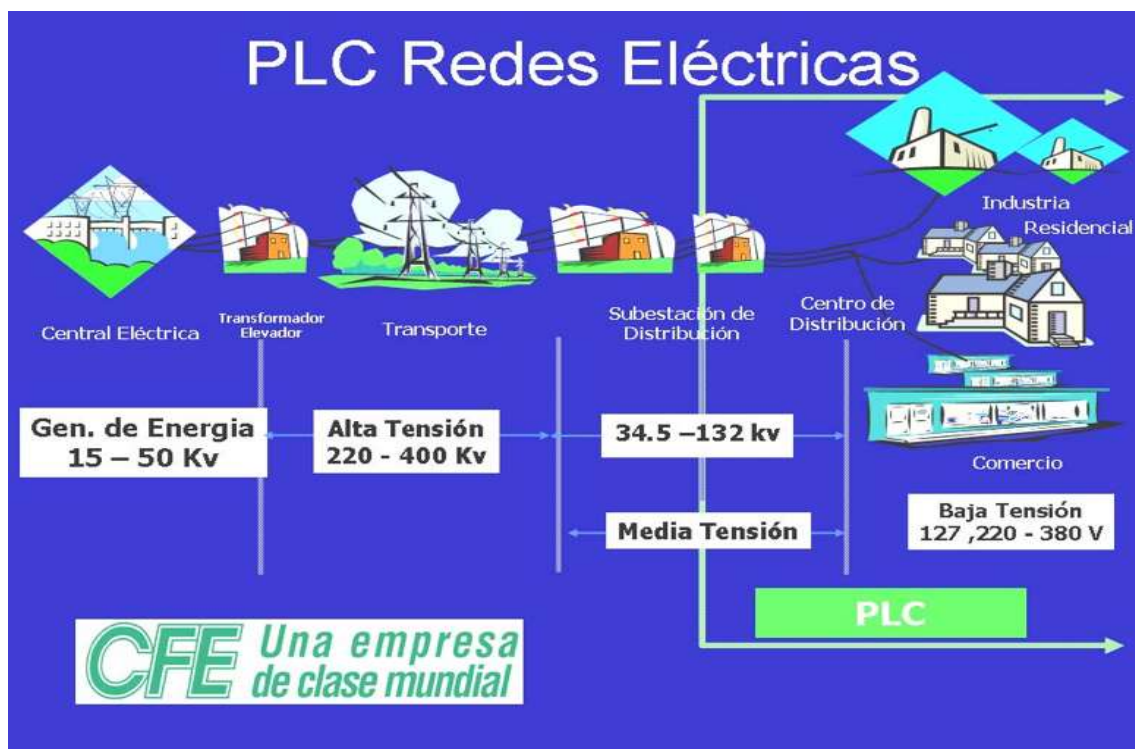 PLC Redes Eléctricas
Industria
Residencial
Central Eléctrica
Transformador
Elevador
Transporte
Subestación de
Distribución
Centro de
Distribución
Gen. de Energia
15 – 50 Kv
Alta Tensión
220 - 400 Kv
34.5 –132 kv
Comercio
Media Tensión
Baja Tensión
127 ,220 - 380 V
PLC
CFE Una empresa
de clase mundial